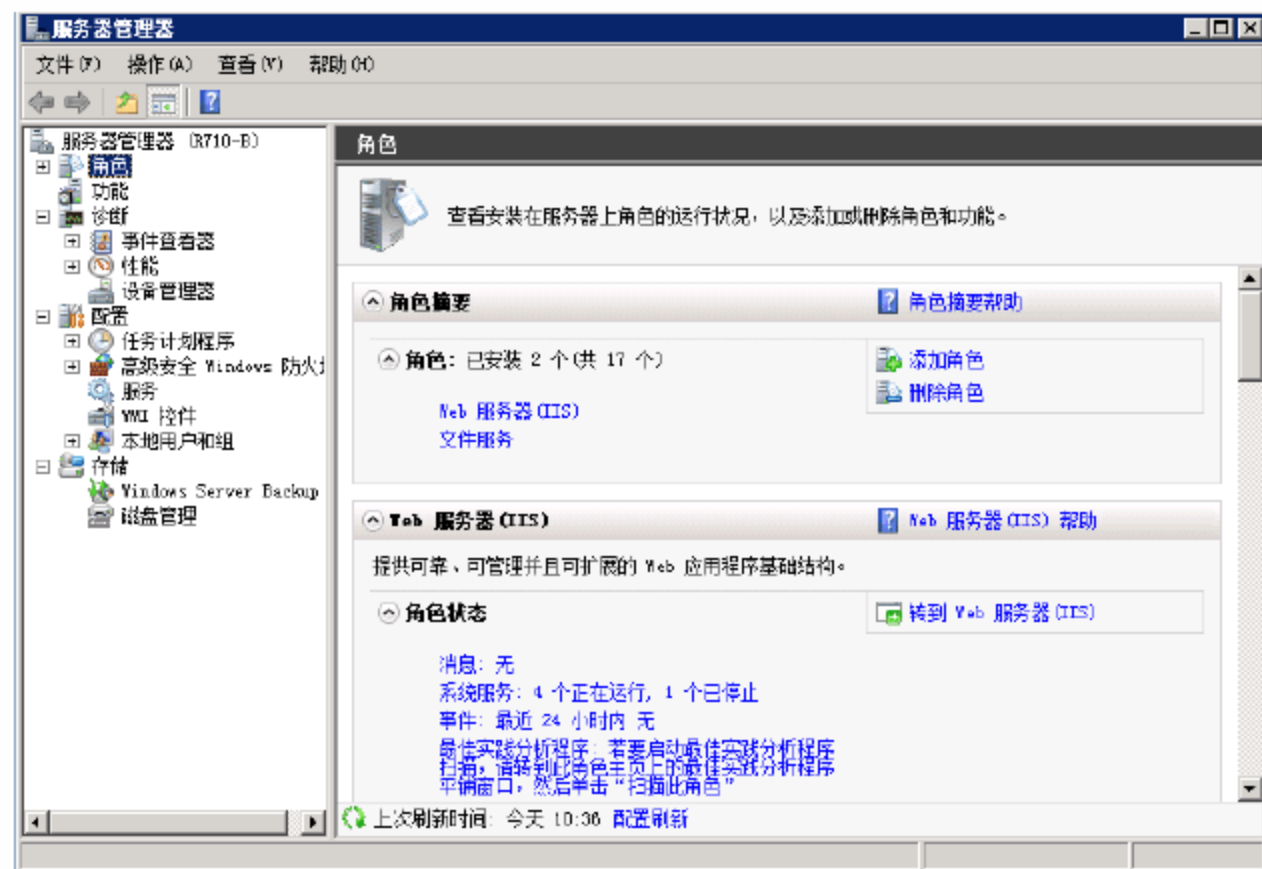 服务器管理器
文件(F) 操作(A) 查看(V) 帮助(H)
服务器管理器 (R710-B)
角色
功能
诊断
事件查看器
性能
设备管理器
配置
任务计划程序
高级安全 Windows 防火
服务
WMI 控件
本地用户和组
存储
Windows Server Backup
磁盘管理
角色
查看安装在服务器上角色的运行状况，以及添加或删除角色和功能。
角色摘要
角色摘要帮助
角色: 已安装 2 个(共 17 个)
添加角色
删除角色
Web 服务器(IIS)
文件服务
Web 服务器(IIS)
Web 服务器(IIS) 帮助
提供可靠、可管理并且可扩展的 Web 应用程序基础结构。
角色状态
转到 Web 服务器(IIS)
消息: 无
系统服务: 4 个正在运行, 1 个已停止
事件: 最近 24 小时内 无
最佳实践分析程序: 若要启动最佳实践分析程序
扫描，请转到此角色主页上的最佳实践分析程序
平铺窗口，然后单击“扫描此角色”
上次刷新时间: 今天 10:36 配置刷新